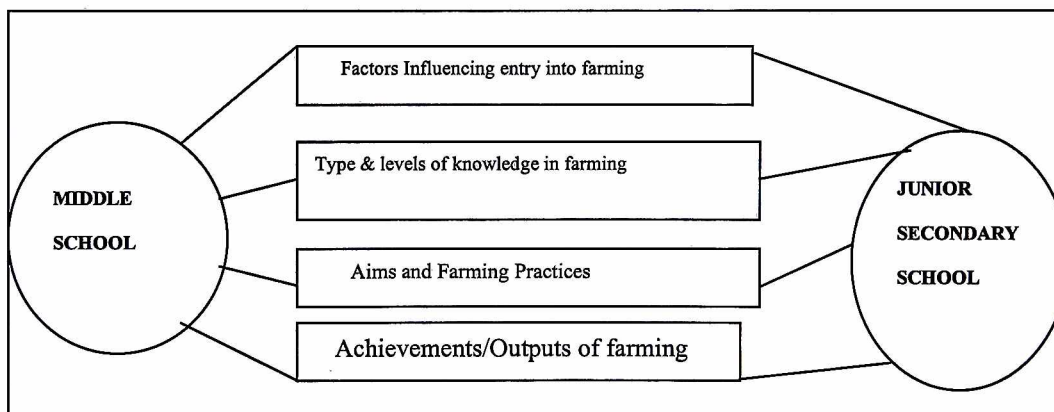 Factors Influencing entry into farming
Type & levels of knowledge in farming
MIDDLE
SCHOOL
JUNIOR
SECONDARY
SCHOOL
Aims and Farming Practices
Achievements/Outputs of farming